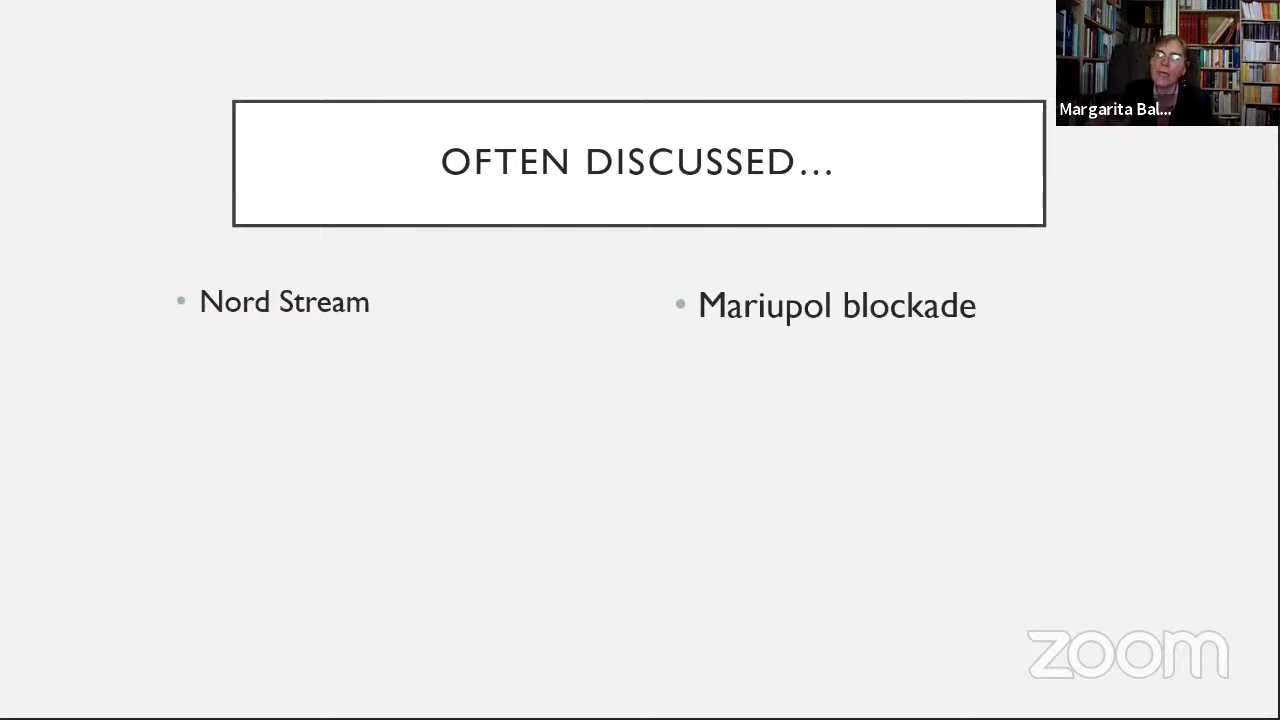 Margarita Bal...
OFTEN DISCUSSED...
• Nord Stream
• Mariupol blockade
zoom